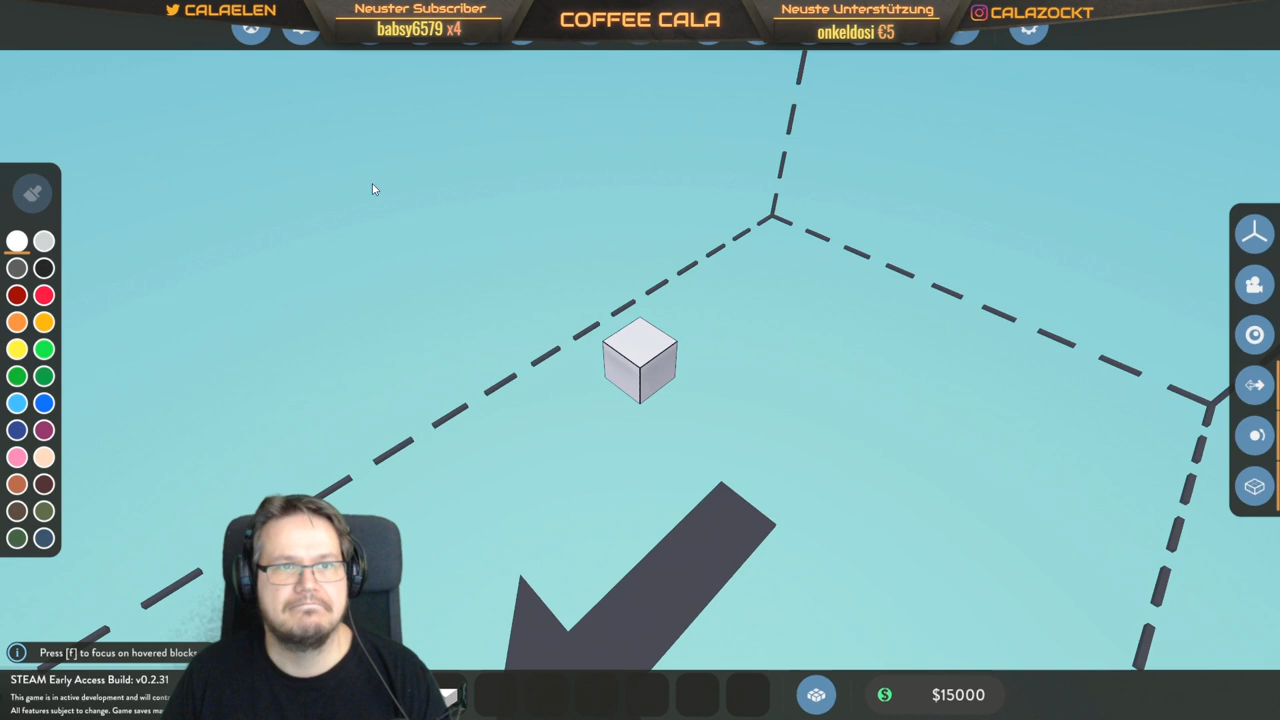 CALAELEN
Neuster Subscriber
babsy6579 x4
COFFEE CALA
Neuste Unterstützung
onkeldosi €5
CALAZOCKT
Press [f] to focus on hovered blocks
STEAM Early Access Build: v0.2.31
This game is in active development and will
All features subject to change. Game saves
$15000